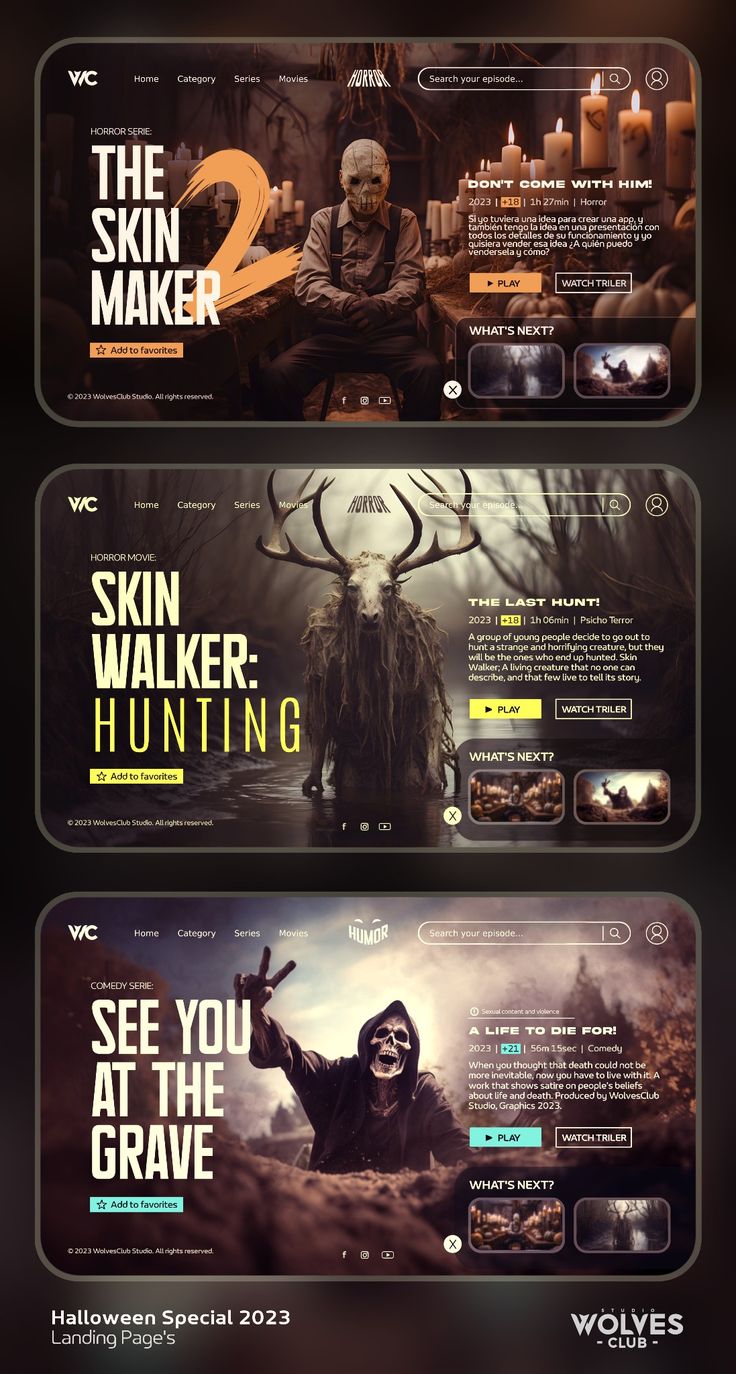 WC
Home
Category
Series
Movies
HORROR
Search your episode...
HORROR SERIE:
THE
SKIN
MAKER
2
Add to favorites
© 2023 WolvesClub Studio. All rights reserved.
DON'T COME WITH HIM!
2023 | +18 | 1h 27min | Horror
Si yo tuviera una idea para crear una app, y
también tengo la idea en una presentación con
todos los detalles de su funcionamiento y yo
quisiera vender esa idea ¿A quién puedo
vendersela y cómo?
PLAY
WATCH TRILER
WHAT'S NEXT?
X
WC
Home
Category
Series
Movies
HORROR
Search your episode...
HORROR MOVIE:
SKIN
WALKER:
HUNTING
Add to favorites
© 2023 WolvesClub Studio. All rights reserved.
THE LAST HUNT!
2023 | +18 | 1h 06min | Psicho Terror
A group of young people decide to go out to
hunt a strange and horrifying creature, but they
will be the ones who end up hunted. Skin
Walker; A living creature that no one can
describe, and that few live to tell its story.
PLAY
WATCH TRILER
WHAT'S NEXT?
X
WC
Home
Category
Series
Movies
HUMOR
Search your episode...
COMEDY SERIE:
SEE YOU
AT THE
GRAVE
Add to favorites
© 2023 WolvesClub Studio. All rights reserved.
Sexual content and violence
A LIFE TO DIE FOR!
2023 | +21 | 56m 15sec | Comedy
When you thought that death could not be
more inevitable, now you have to live with it. A
work that shows satire on people's beliefs
about life and death. Produced by WolvesClub
Studio, Graphics 2023.
PLAY
WATCH TRILER
WHAT'S NEXT?
X
Halloween Special 2023
Landing Page's
STUDIO
WOLVES
- CLUB -